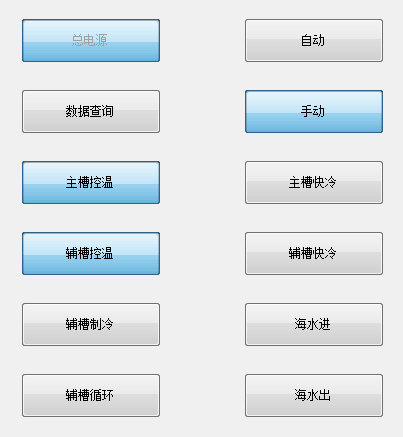 总电源
自动
数据查询
手动
主槽控温
主槽快冷
辅槽控温
辅槽快冷
辅槽制冷
海水进
辅槽循环
海水出